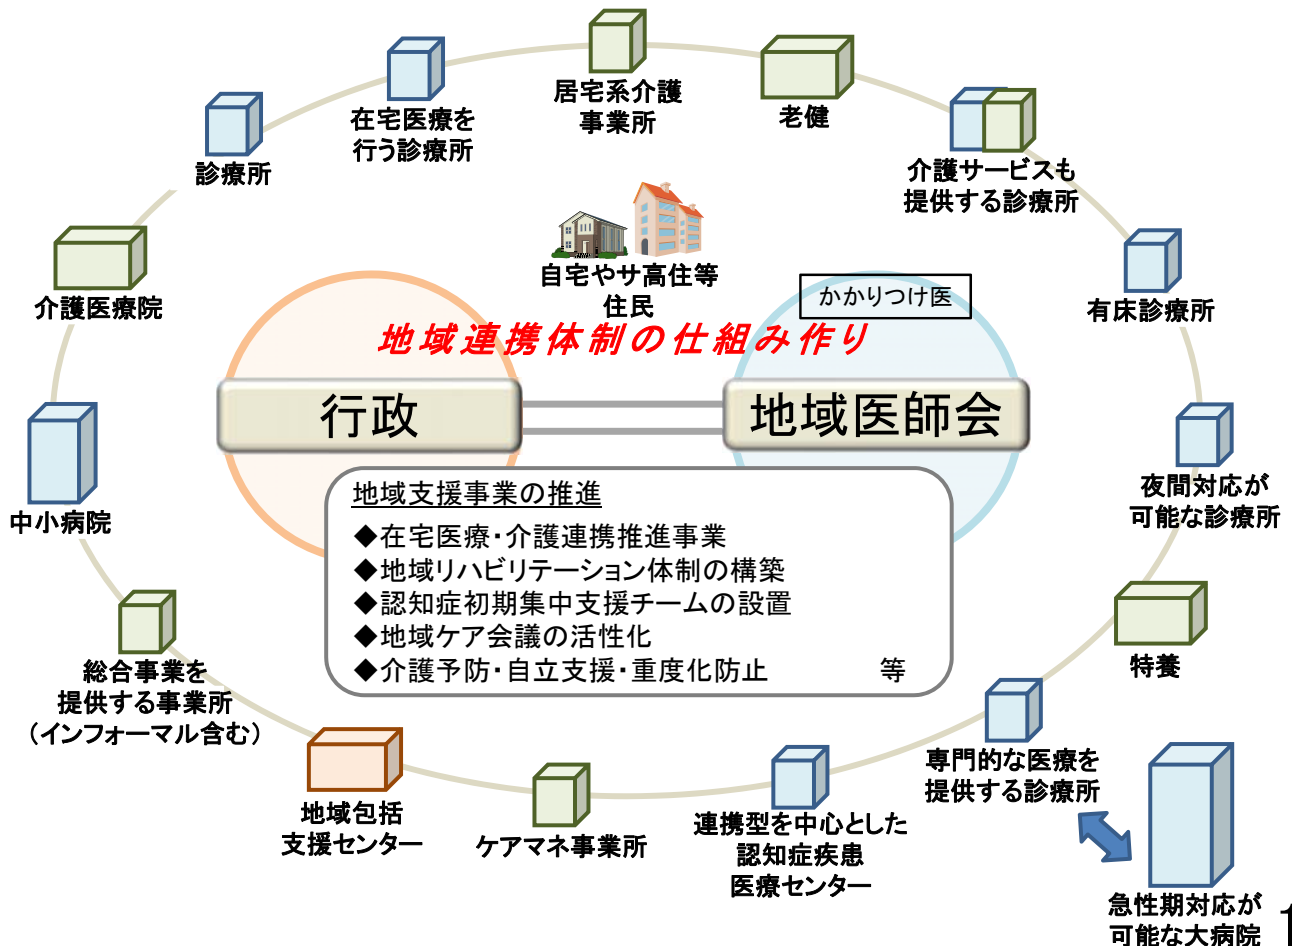 居宅系介護
事業所
老健
在宅医療を
行う診療所
診療所
介護サービスも
提供する診療所
介護医療院
自宅やサ高住等
住民
かかりつけ医
有床診療所
地域連携体制の仕組み作り
行政
地域医師会
中小病院
夜間対応が
可能な診療所
地域支援事業の推進
◆在宅医療・介護連携推進事業
◆地域リハビリテーション体制の構築
◆認知症初期集中支援チームの設置
◆地域ケア会議の活性化
◆介護予防・自立支援・重度化防止 等
特養
総合事業を
提供する事業所
（インフォーマル含む）
専門的な医療を
提供する診療所
地域包括
支援センター
ケアマネ事業所
連携型を中心とした
認知症疾患
医療センター
急性期対応が
可能な大病院
1